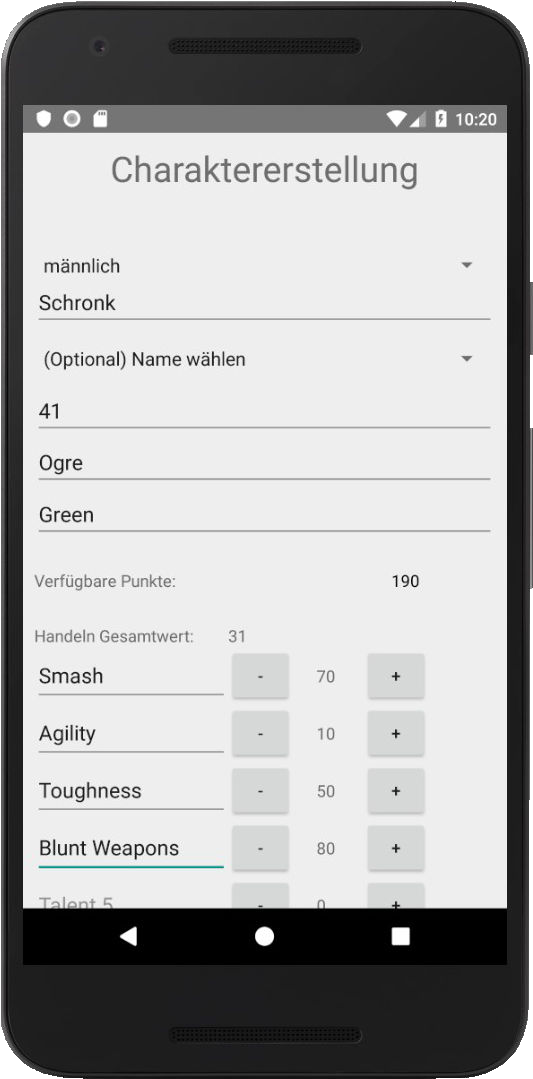 10:20
Charaktererstellung
männlich
Schronk
(Optional) Name wählen
41
Ogre
Green
Verfügbare Punkte: 190
Handeln Gesamtwert: 31
Smash - 70 +
Agility - 10 +
Toughness - 50 +
Blunt Weapons - 80 +
Talent 5 - 0 +